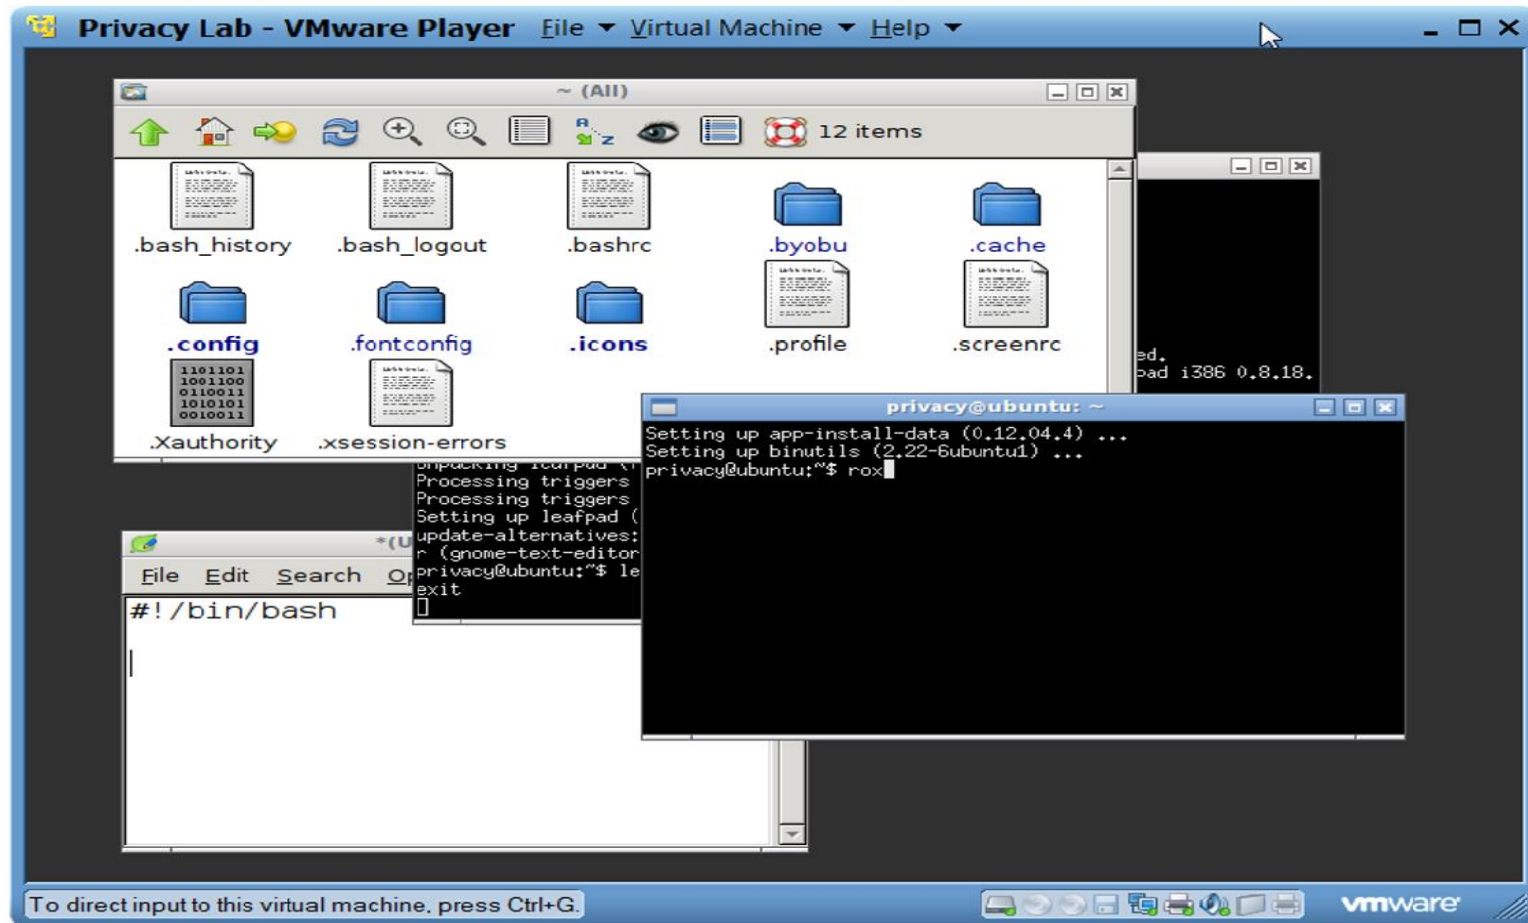 Privacy Lab - VMware Player File Virtual Machine Help
~ (All)
12 items
.bash_history .bash_logout .bashrc .byobu .cache
.config .fontconfig .icons .profile .screenrc
1101101
1001100
0110011
1010101
0010011
.Xauthority .xsession-errors
ed.
pad i386 0.8.18.
privacy@ubuntu: ~
Setting up app-install-data (0.12.04.4) ...
Setting up binutils (2.22-6ubuntu1) ...
privacy@ubuntu:~$ rox
Processing triggers
Processing triggers
Setting up leafpad (
update-alternatives:
r (gnome-text-editor
privacy@ubuntu:~$ le
exit
*(U
File Edit Search Op
#!/bin/bash
To direct input to this virtual machine, press Ctrl+G.
vmware